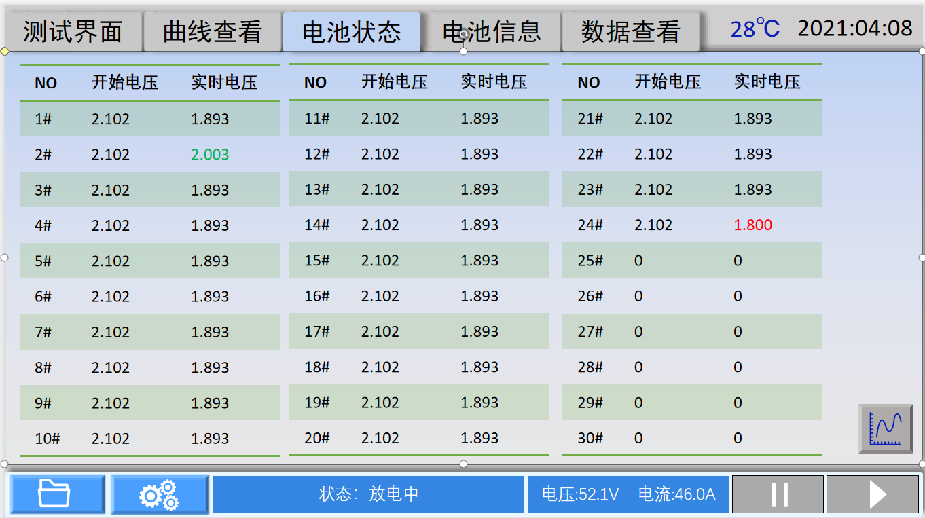 测试界面 曲线查看 电池状态 电池信息 数据查看 28℃ 2021:04:08
NO 开始电压 实时电压 NO 开始电压 实时电压 NO 开始电压 实时电压
1# 2.102 1.893 11# 2.102 1.893 21# 2.102 1.893
2# 2.102 2.003 12# 2.102 1.893 22# 2.102 1.893
3# 2.102 1.893 13# 2.102 1.893 23# 2.102 1.893
4# 2.102 1.893 14# 2.102 1.893 24# 2.102 1.800
5# 2.102 1.893 15# 2.102 1.893 25# 0 0
6# 2.102 1.893 16# 2.102 1.893 26# 0 0
7# 2.102 1.893 17# 2.102 1.893 27# 0 0
8# 2.102 1.893 18# 2.102 1.893 28# 0 0
9# 2.102 1.893 19# 2.102 1.893 29# 0 0
10# 2.102 1.893 20# 2.102 1.893 30# 0 0
状态：放电中 电压:52.1V 电流:46.0A